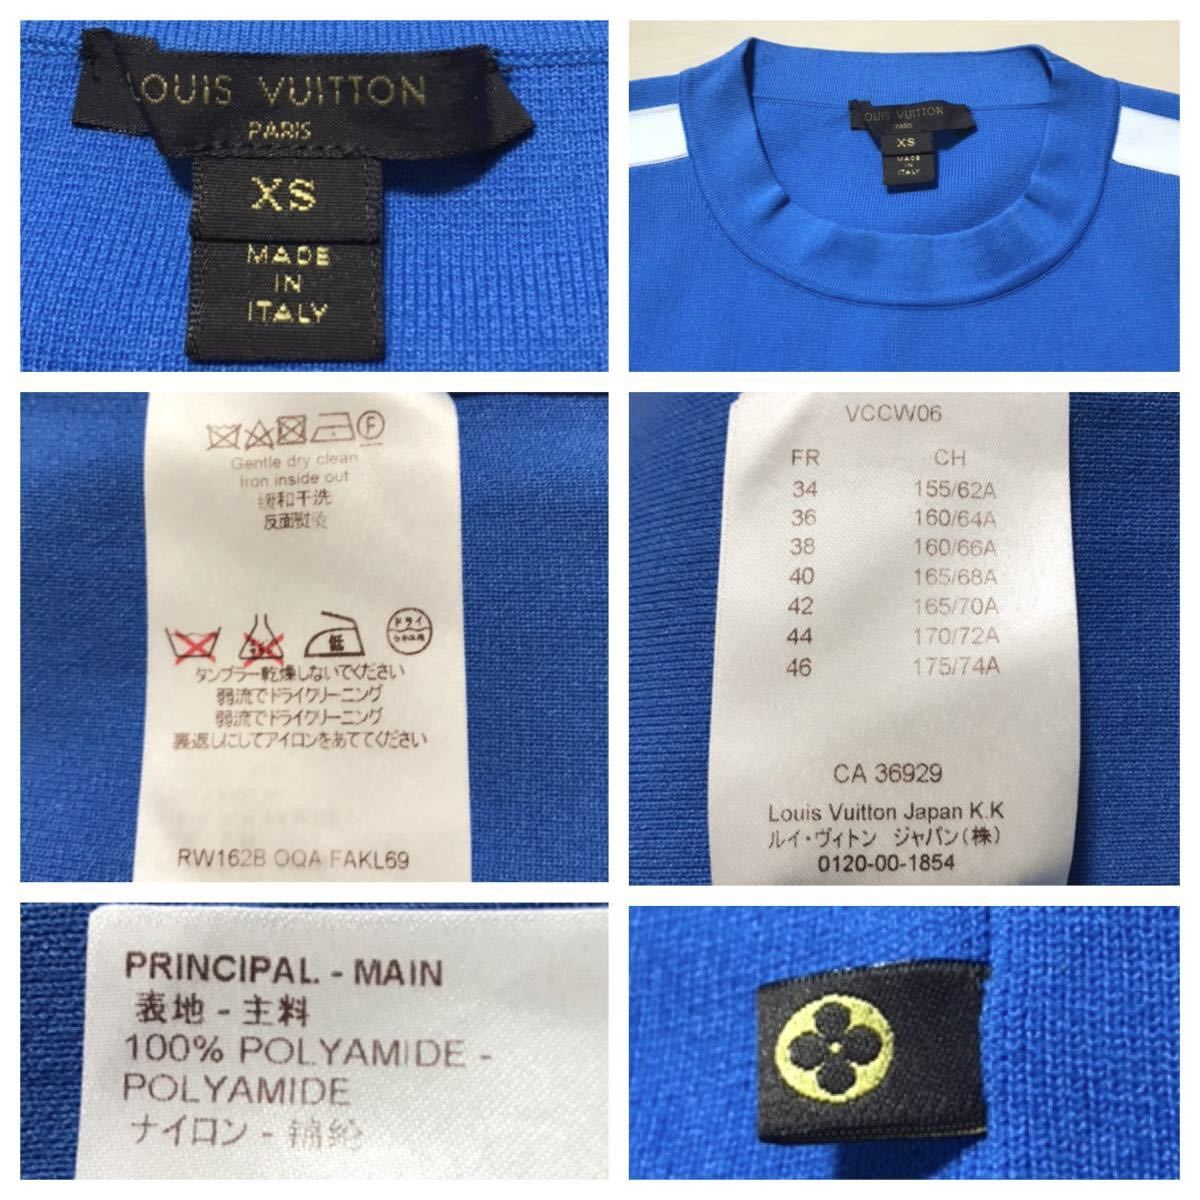 LOUIS VUITTON
PARIS
XS
MADE
IN
ITALY
LOUIS VUITTON
PARIS
XS
MADE
IN
ITALY
F
Gentle dry clean
Iron inside out
缓和干洗
反面熨烫
低
ドライ
タンブラー乾燥しないでください
弱流でドライクリーニング
弱流でドライクリーニング
裏返しにしてアイロンをあててください
RW162B OQA FAKL69
VCCW06
FR CH
34 155/62A
36 160/64A
38 160/66A
40 165/68A
42 165/70A
44 170/72A
46 175/74A
CA 36929
Louis Vuitton Japan K.K
ルイ・ヴィトン ジャパン(株)
0120-00-1854
PRINCIPAL - MAIN
表地 - 主料
100% POLYAMIDE -
POLYAMIDE
ナイロン - 锦纶